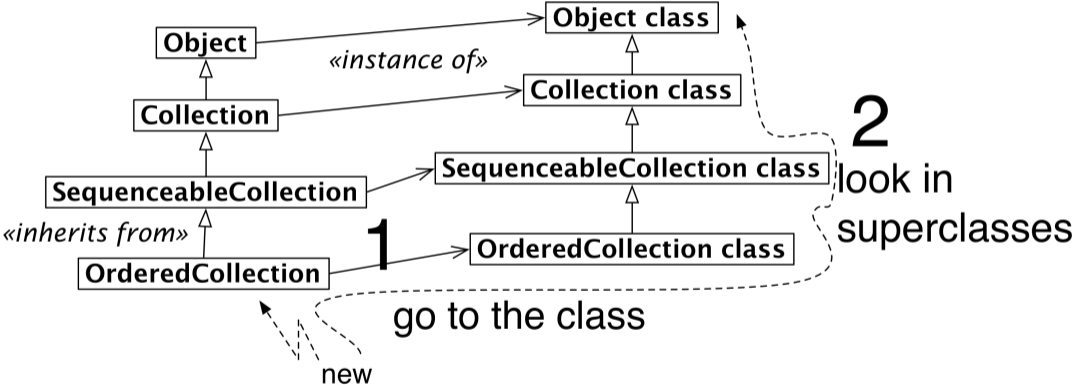 Object class
Object
«instance of»
Collection class
Collection
2
SequenceableCollection class
look in
SequenceableCollection
superclasses
«inherits from»
1
OrderedCollection class
OrderedCollection
go to the class
new